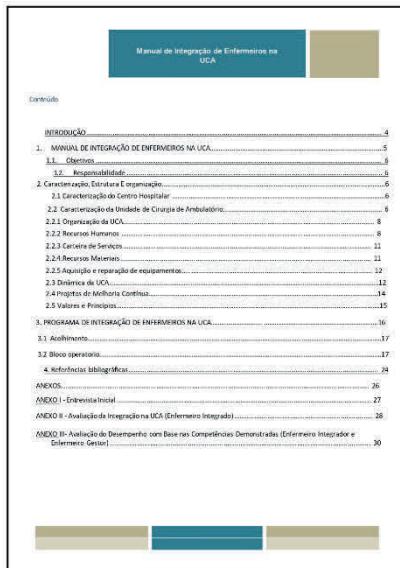 Manual de Integração de Enfermeiros na
UCA
Conteúdo
INTRODUÇÃO 4
1. MANUAL DE INTEGRAÇÃO DE ENFERMEIROS NA UCA 5
1.1. Objetivos 6
1.2. Responsabilidade 6
2. Caracterização, Estrutura E organização 6
2.1 Caracterização do Centro Hospitalar 6
2.2 Caracterização da Unidade de Cirurgia de Ambulatório 6
2.2.1 Organização da UCA 8
2.2.2 Recursos Humanos 8
2.2.3 Carteira de Serviços 11
2.2.4 Recursos Materiais 11
2.2.5 Aquisição e reparação de equipamentos 12
2.3 Dinâmica da UCA 12
2.4 Projetos de Melhoria Contínua 14
2.5 Valores e Princípios 15
3. PROGRAMA DE INTEGRAÇÃO DE ENFERMEIROS NA UCA 16
3.1 Acolhimento 17
3.2 Bloco operatorio 17
4. Referências bibliográficas 24
ANEXOS 26
ANEXO I - Entrevista Inicial 27
ANEXO II - Avaliação da Integração na UCA (Enfermeiro Integrado) 28
ANEXO III- Avaliação do Desempenho com Base nas Competências Demonstradas (Enfermeiro Integrador e
Enfermeiro Gestor) 30